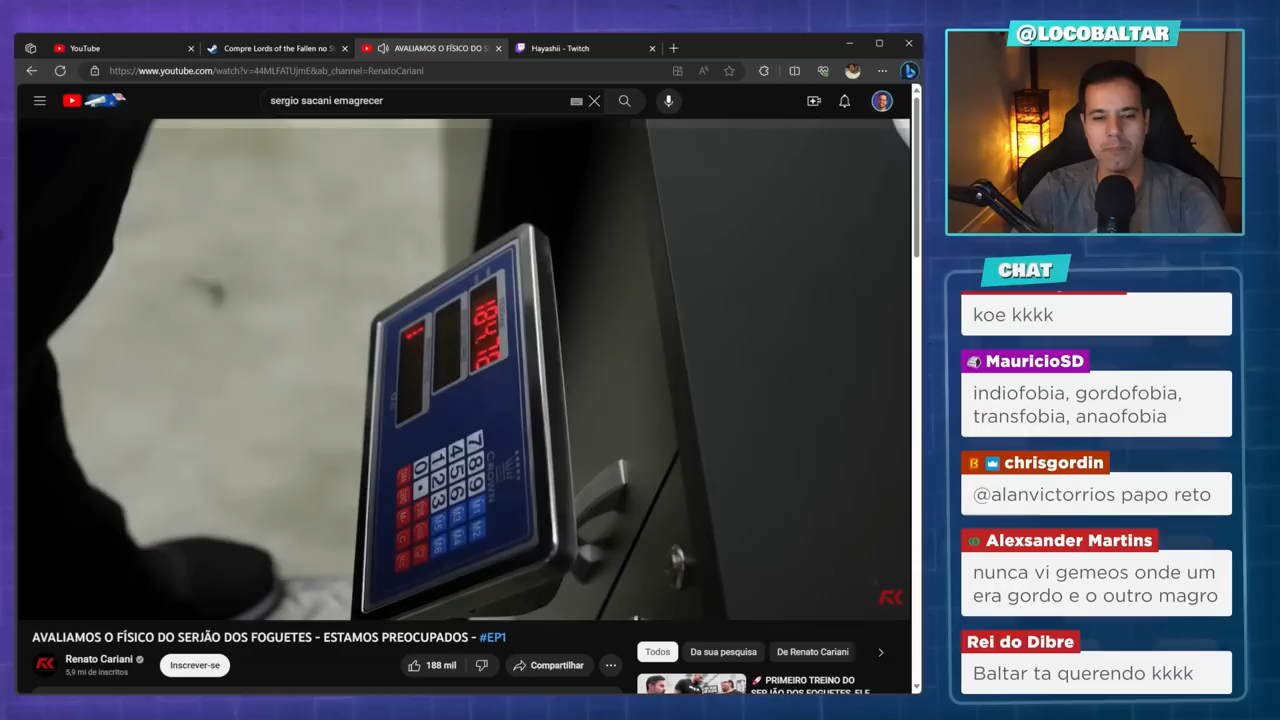 YouTube
Compre Lords of the Fallen no S
AVALIAMOS O FÍSICO DO S
Hayashii - Twitch
https://www.youtube.com/watch?v=44MLFATUjmE&ab_channel=RenatoCariani
sergio sacani emagrecer
@LOCOBALTAR
CHAT
koe kkkk
MauricioSD
indiofobia, gordofobia,
transfobia, anaofobia
chrisgordin
@alanvictorrios papo reto
Alexsander Martins
nunca vi gemeos onde um
era gordo e o outro magro
Rei do Dibre
Baltar ta querendo kkkk
CROWN
7 8 9
4 5 6
1 2 3
0
M1 M2
AVALIAMOS O FÍSICO DO SERJÃO DOS FOGUETES - ESTAMOS PREOCUPADOS - #EP1
Renato Cariani
5,9 mi de inscritos
Inscrever-se
188 mil
Compartilhar
Todos
Da sua pesquisa
De Renato Cariani
PRIMEIRO TREINO DO
SERJÃO DOS FOGUETES, ELE